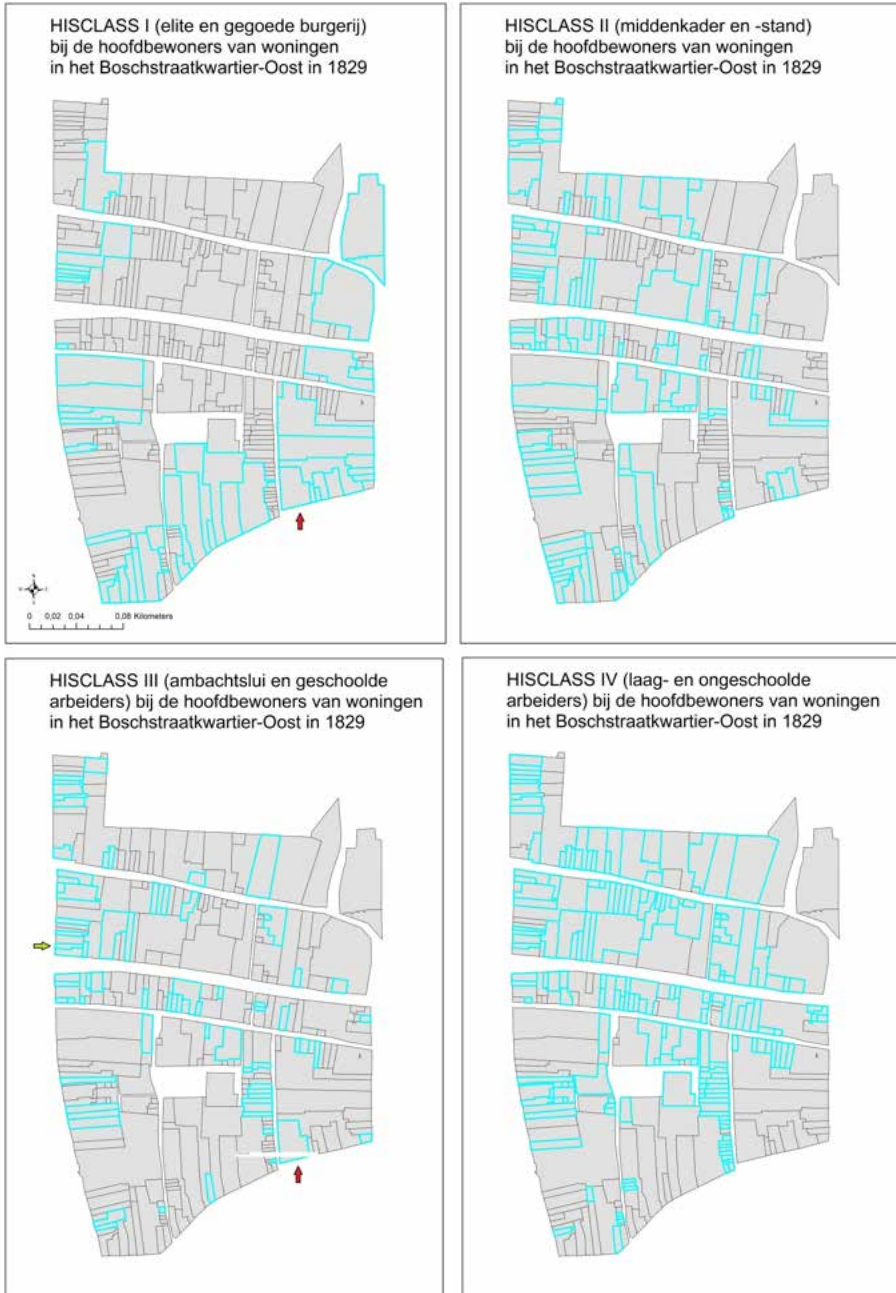 HISCLASS I (elite en gegoede burgerij)
bij de hoofdbewoners van woningen
in het Boschstraatkwartier-Oost in 1829
0 0,02 0,04 0,08 Kilometers
HISCLASS II (middenkader en -stand)
bij de hoofdbewoners van woningen
in het Boschstraatkwartier-Oost in 1829
HISCLASS III (ambachtslui en geschoolde
arbeiders) bij de hoofdbewoners van woningen
in het Boschstraatkwartier-Oost in 1829
HISCLASS IV (laag- en ongeschoolde
arbeiders) bij de hoofdbewoners van woningen
in het Boschstraatkwartier-Oost in 1829